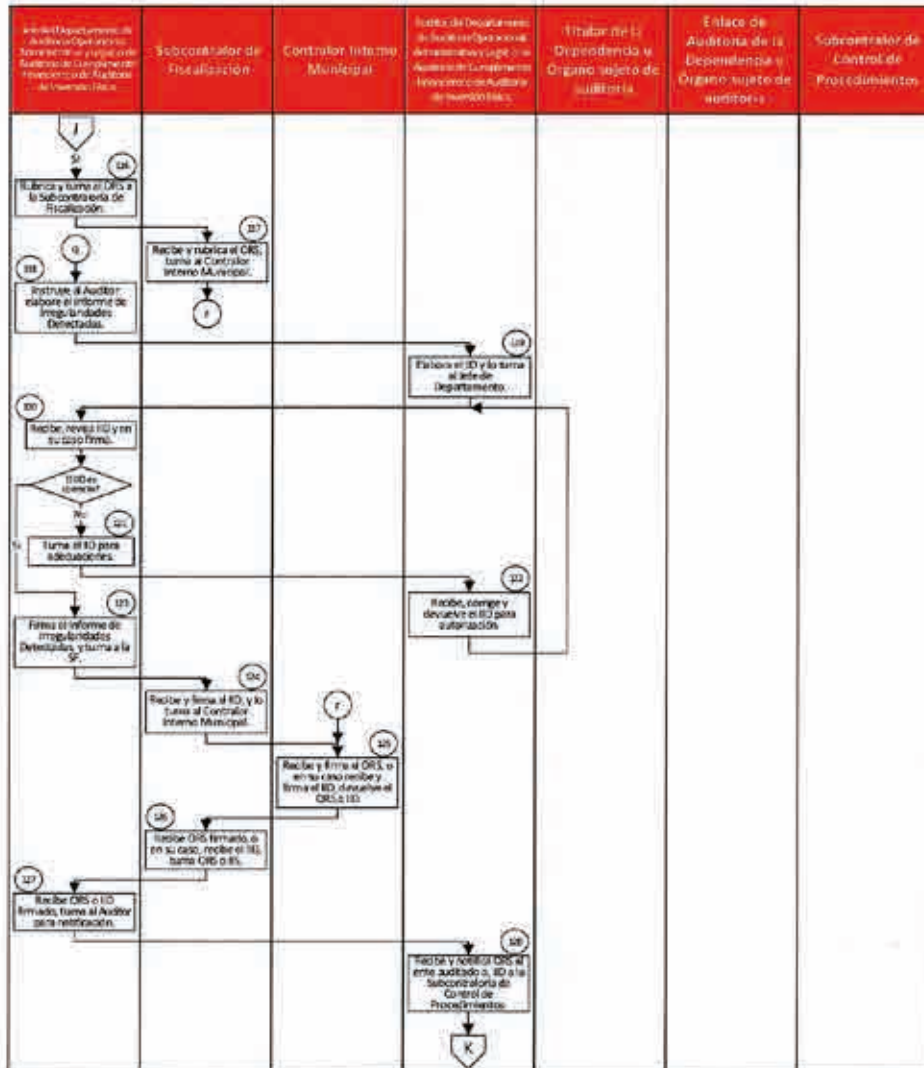 Subcontralor de
Fiscalización
Contralor Interno
Municipal
Titular de la
Dependencia u
Órgano sujeto de
auditoría
Enlace de
Auditoría de la
Dependencia u
Órgano sujeto de
auditoría
Subcontralor de
Control de
Procedimientos
J
Si
Rubrica y turna el ORS a
la Subcontraloría de
Fiscalización.
117
Recibe y rubrica el ORS,
turna al Contralor
Interno Municipal.
118
Instruye al Auditor
elabore el Informe de
Irregularidades
Detectadas.
119
Elabora el IID y lo turna
al Jefe de
Departamento.
120
Recibe, revisa IID y en
su caso firma.
El IID es
No
121
Turna el IID para
adecuaciones.
Si
122
Recibe, corrige y
devuelve el IID para
autorización
123
Firma el Informe de
Irregularidades
Detectadas, y turna a la
SF.
124
Recibe y firma el IID, y lo
turna al Contralor
Interno Municipal.
125
Recibe y firma el ORS, o
en su caso recibe y
firma el IID, devuelve el
ORS o IID
126
Recibe ORS firmado, o
en su caso, recibe el IID,
turna ORS o
127
Recibe ORS o IID
firmado, turna al Auditor
para notificación.
128
Recibe y notifica ORS al
ente auditado o, IID a la
Subcontraloría de
Control de
Procedimientos
K